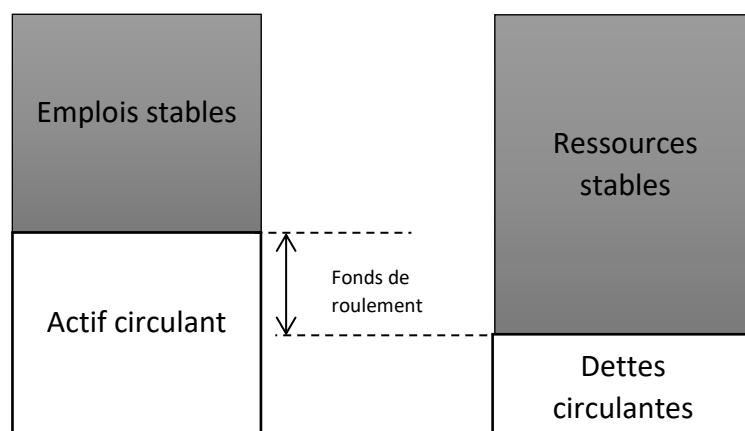 Emplois stables
Ressources
stables
Fonds de
roulement
Actif circulant
Dettes
circulantes